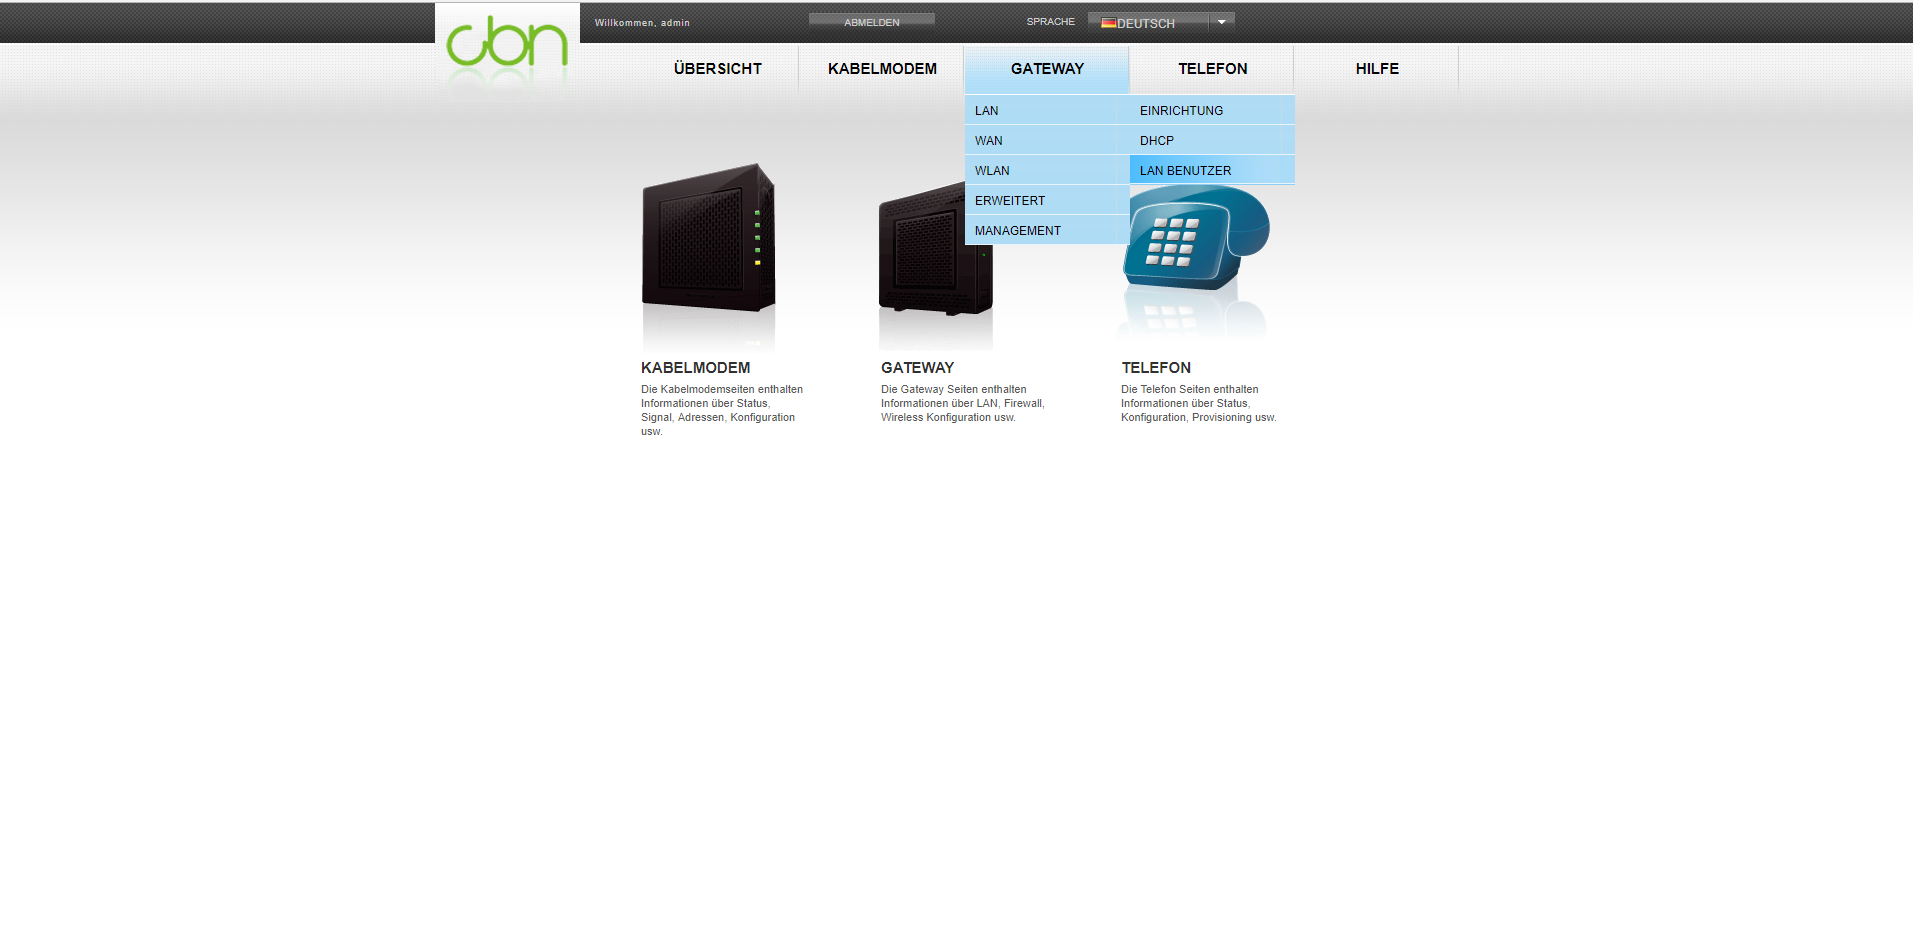 cbn
Willkommen, admin
ABMELDEN
SPRACHE
DEUTSCH
ÜBERSICHT
KABELMODEM
GATEWAY
TELEFON
HILFE
LAN
WAN
WLAN
ERWEITERT
MANAGEMENT
EINRICHTUNG
DHCP
LAN BENUTZER
KABELMODEM
Die Kabelmodemseiten enthalten
Informationen über Status,
Signal, Adressen, Konfiguration
usw.
GATEWAY
Die Gateway Seiten enthalten
Informationen über LAN, Firewall,
Wireless Konfiguration usw.
TELEFON
Die Telefon Seiten enthalten
Informationen über Status,
Konfiguration, Provisioning usw.